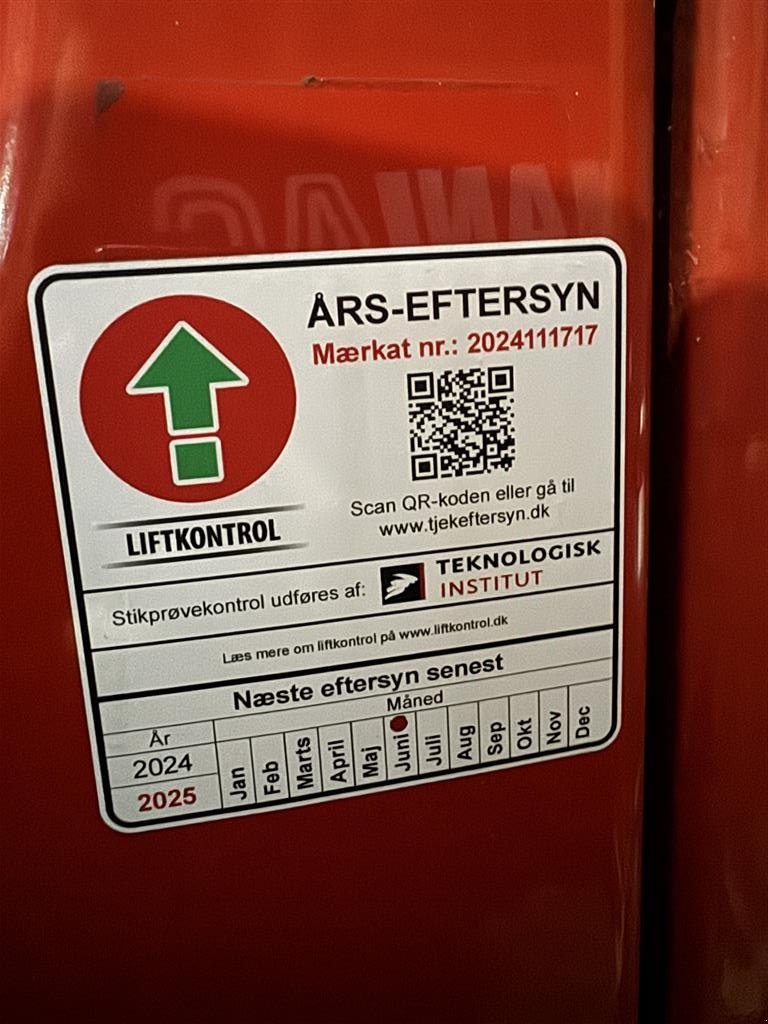 ÅRS-EFTERSYN
Mærkat nr.: 2024111717
Scan QR-koden eller gå til
www.tjekeftersyn.dk
LIFTKONTROL
Stikprøvekontrol udføres af:
TEKNOLOGISK
INSTITUT
Læs mere om liftkontrol på www.liftkontrol.dk
Næste eftersyn senest
År
Måned
2024
2025
Jan
Feb
Marts
April
Maj
Juni
Juli
Aug
Sep
Okt
Nov
Dec